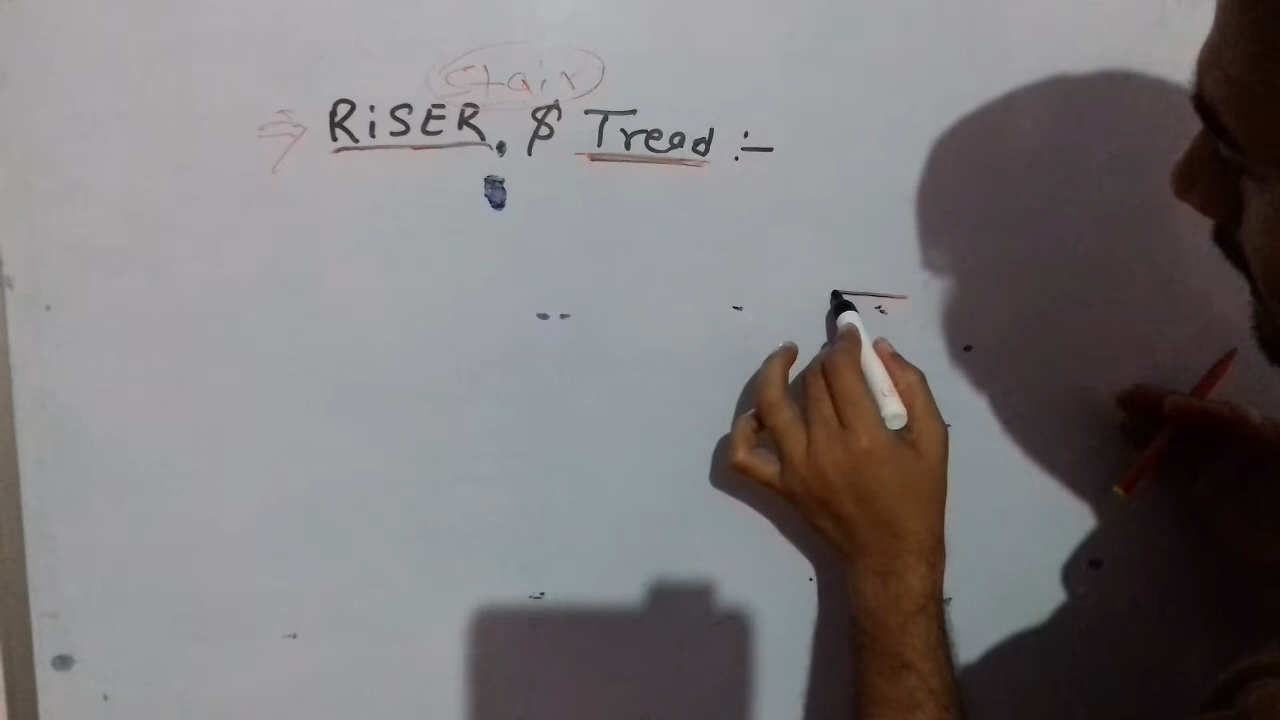 Stair
⇒ RiSER. & Tread :-